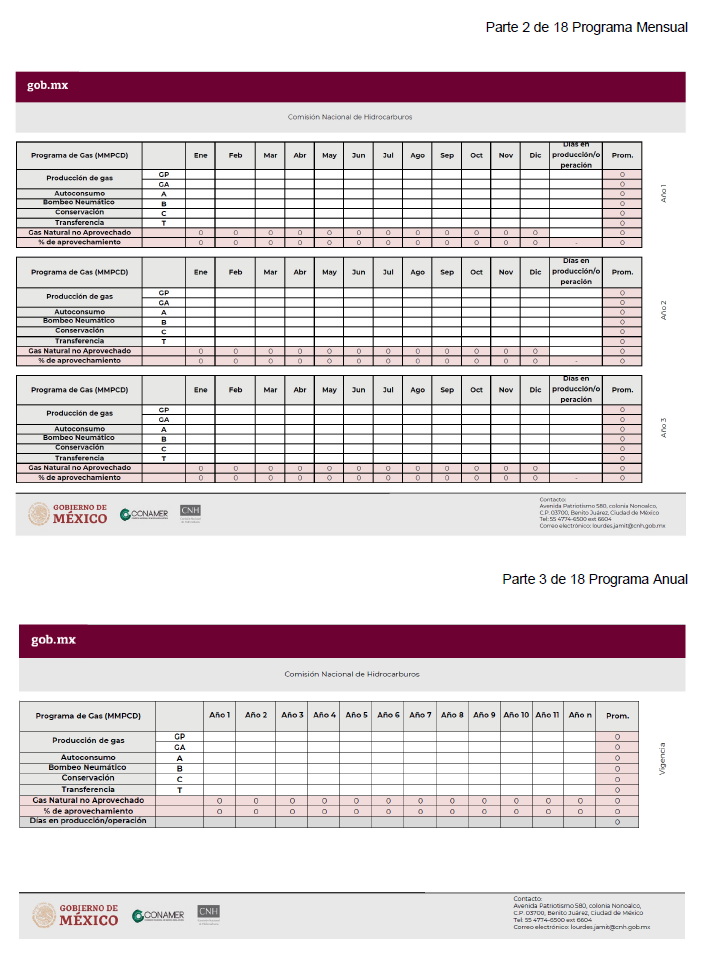 Parte 2 de 18 Programa Mensual
gob.mx
Comisión Nacional de Hidrocarburos
Programa de Gas (MMPCD) Ene Feb Mar Abr May Jun Jul Ago Sep Oct Nov Dic Días en producción/o peración Prom.
Producción de gas GP 0
GA 0
Autoconsumo A 0
Bombeo Neumático B 0
Conservación C 0
Transferencia T 0
Gas Natural no Aprovechado 0 0 0 0 0 0 0 0 0 0 0 0 0
% de aprovechamiento 0 0 0 0 0 0 0 0 0 0 0 0 - 0
Año 1
Programa de Gas (MMPCD) Ene Feb Mar Abr May Jun Jul Ago Sep Oct Nov Dic Días en producción/o peración Prom.
Producción de gas GP 0
GA 0
Autoconsumo A 0
Bombeo Neumático B 0
Conservación C 0
Transferencia T 0
Gas Natural no Aprovechado 0 0 0 0 0 0 0 0 0 0 0 0 0
% de aprovechamiento 0 0 0 0 0 0 0 0 0 0 0 0 - 0
Año 2
Programa de Gas (MMPCD) Ene Feb Mar Abr May Jun Jul Ago Sep Oct Nov Dic Días en producción/o peración Prom.
Producción de gas GP 0
GA 0
Autoconsumo A 0
Bombeo Neumático B 0
Conservación C 0
Transferencia T 0
Gas Natural no Aprovechado 0 0 0 0 0 0 0 0 0 0 0 0 0
% de aprovechamiento 0 0 0 0 0 0 0 0 0 0 0 0 - 0
Año 3
GOBIERNO DE
MÉXICO
CONAMER
CNH
Contacto:
Avenida Patriotismo 580, colonia Nonoalco,
C.P. 03700, Benito Juárez, Ciudad de México
Tel: 55 4774-6500 ext 6604
Correo electrónico: lourdes.jamit@cnh.gob.mx
Parte 3 de 18 Programa Anual
gob.mx
Comisión Nacional de Hidrocarburos
Programa de Gas (MMPCD) Año 1 Año 2 Año 3 Año 4 Año 5 Año 6 Año 7 Año 8 Año 9 Año 10 Año 11 Año n Prom.
Producción de gas GP 0
GA 0
Autoconsumo A 0
Bombeo Neumático B 0
Conservación C 0
Transferencia T 0
Gas Natural no Aprovechado 0 0 0 0 0 0 0 0 0 0 0 0 0
% de aprovechamiento 0 0 0 0 0 0 0 0 0 0 0 0 0
Días en producción/operación 0
Vigencia
GOBIERNO DE
MÉXICO
CONAMER
CNH
Contacto:
Avenida Patriotismo 580, colonia Nonoalco,
C.P. 03700, Benito Juárez, Ciudad de México
Tel: 55 4774-6500 ext 6604
Correo electrónico: lourdes.jamit@cnh.gob.mx